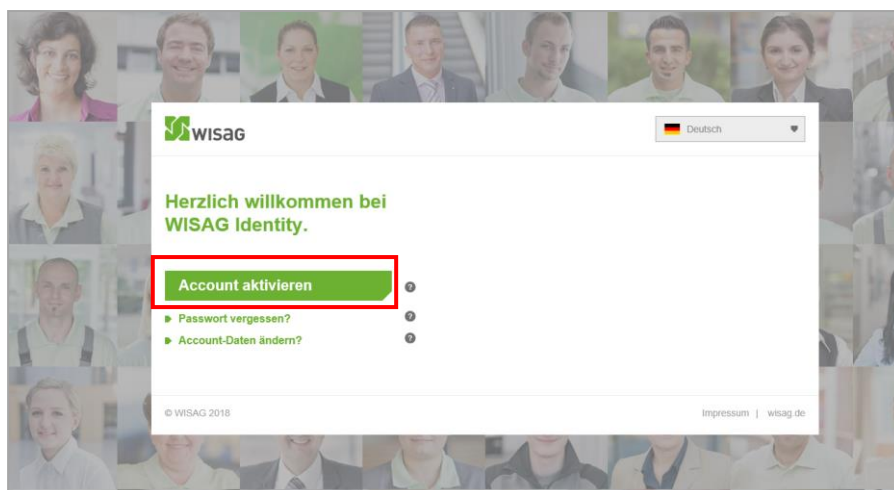 WISAG
Deutsch
Herzlich willkommen bei
WISAG Identity.
Account aktivieren
?
Passwort vergessen?
?
Account-Daten ändern?
?
© WISAG 2018
Impressum | wisag.de